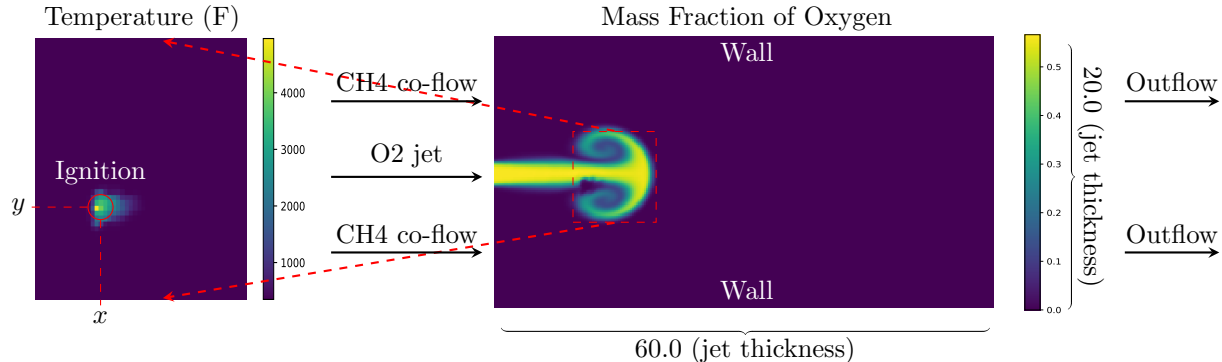 Temperature (F)
4000
3000
2000
1000
Ignition
y
x
CH4 co-flow
O2 jet
CH4 co-flow
Mass Fraction of Oxygen
Wall
Wall
60.0 (jet thickness)
0.5
0.4
0.3
0.2
0.1
0.0
20.0 (jet thickness)
Outflow
Outflow